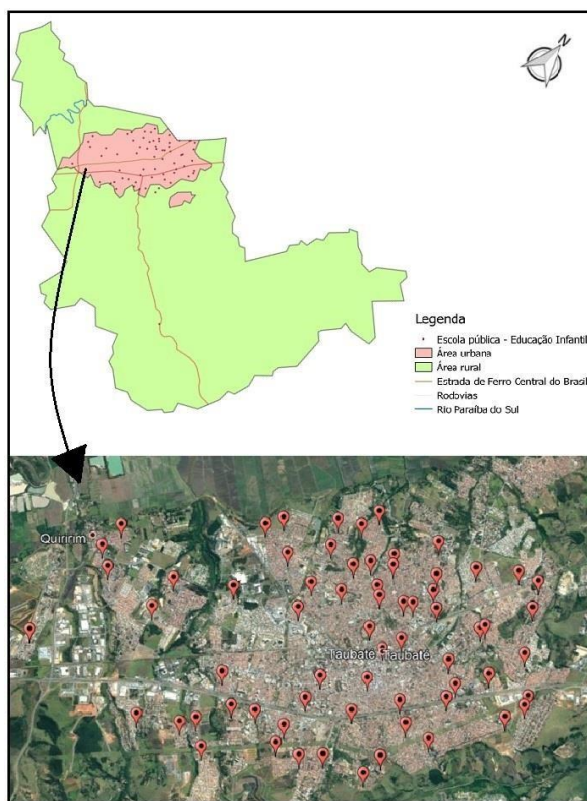 N
Legenda
Escola pública - Educação Infantil
Área urbana
Área rural
Estrada de Ferro Central do Brasil
Rodovias
Rio Paraíba do Sul
Quiririm
Taubaté Taubaté